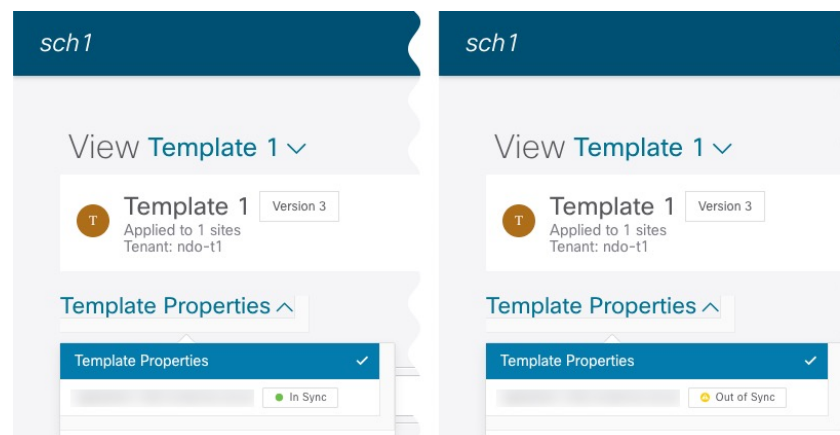 sch1
View Template 1
T
Template 1 Version 3
Applied to 1 sites
Tenant: ndo-t1
Template Properties
Template Properties
In Sync
sch1
View Template 1
T
Template 1 Version 3
Applied to 1 sites
Tenant: ndo-t1
Template Properties
Template Properties
Out of Sync